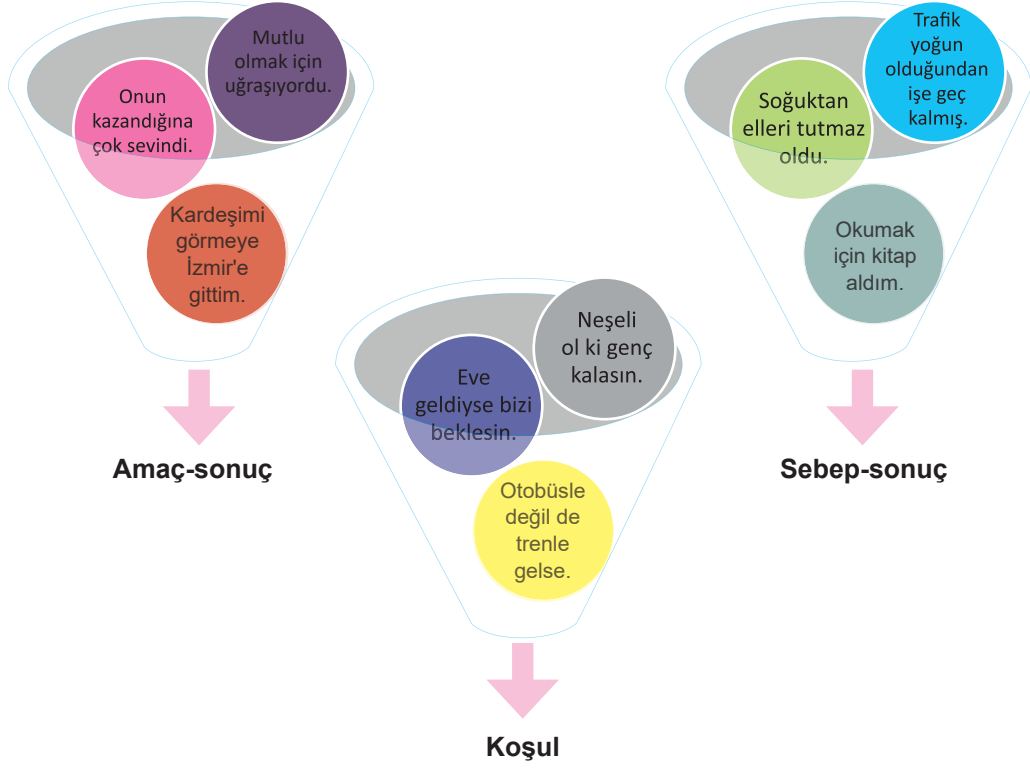 Mutlu
olmak için
uğraşıyordu.
Onun
kazandığına
çok sevindi.
Kardeşimi
görmeye
İzmir'e
gittim.
Amaç-sonuç
Neşeli
ol ki genç
kalasın.
Eve
geldiyse bizi
beklesin.
Otobüsle
değil de
trenle
gelse.
Koşul
Trafik
yoğun
olduğundan
işe geç
kalmış.
Soğuktan
elleri tutmaz
oldu.
Okumak
için kitap
aldım.
Sebep-sonuç